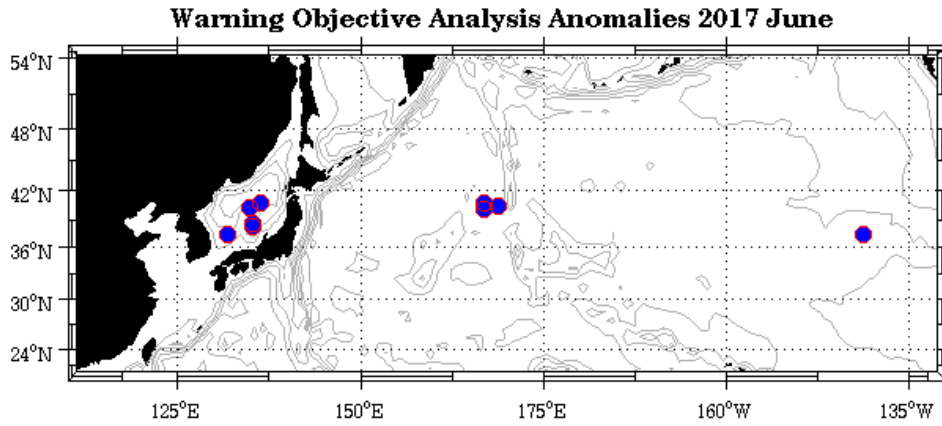 Warning Objective Analysis Anomalies 2017 June
54°N
48°N
42°N
36°N
30°N
24°N
125°E
150°E
175°E
160°W
135°W